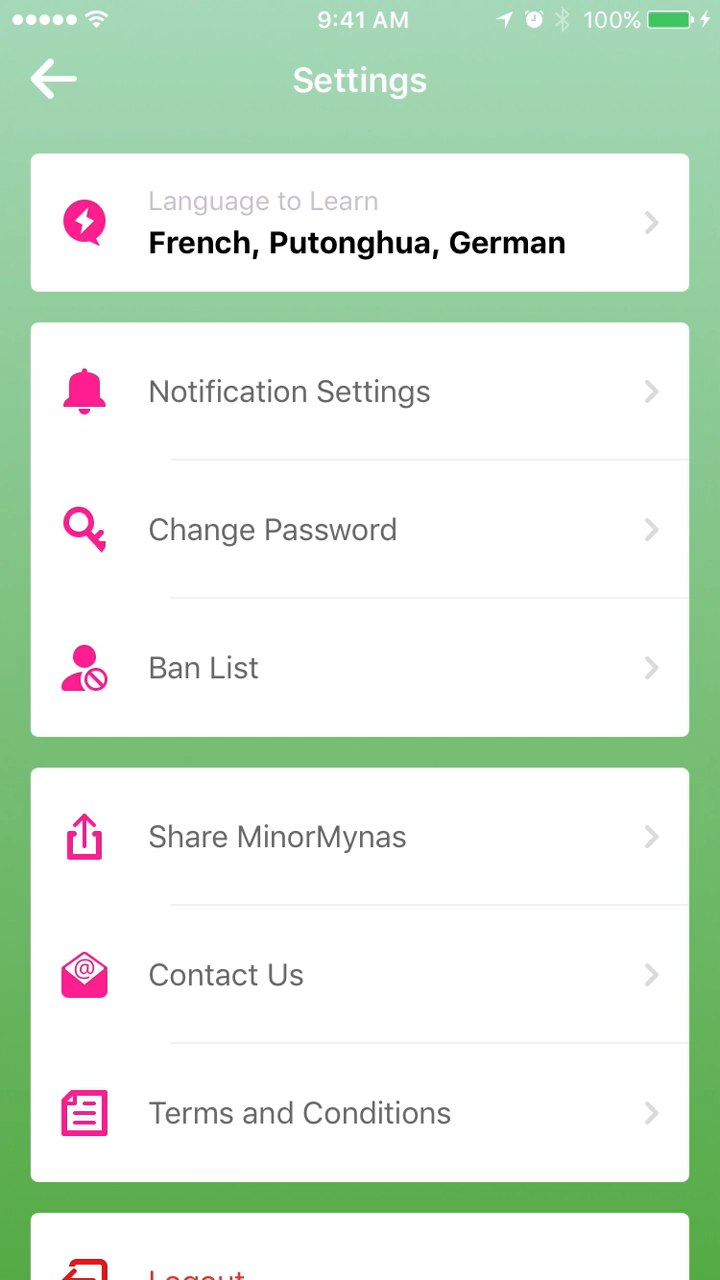 9:41 AM 100%
Settings
Language to Learn
French, Putonghua, German
Notification Settings
Change Password
Ban List
Share MinorMynas
@
Contact Us
Terms and Conditions
Logout